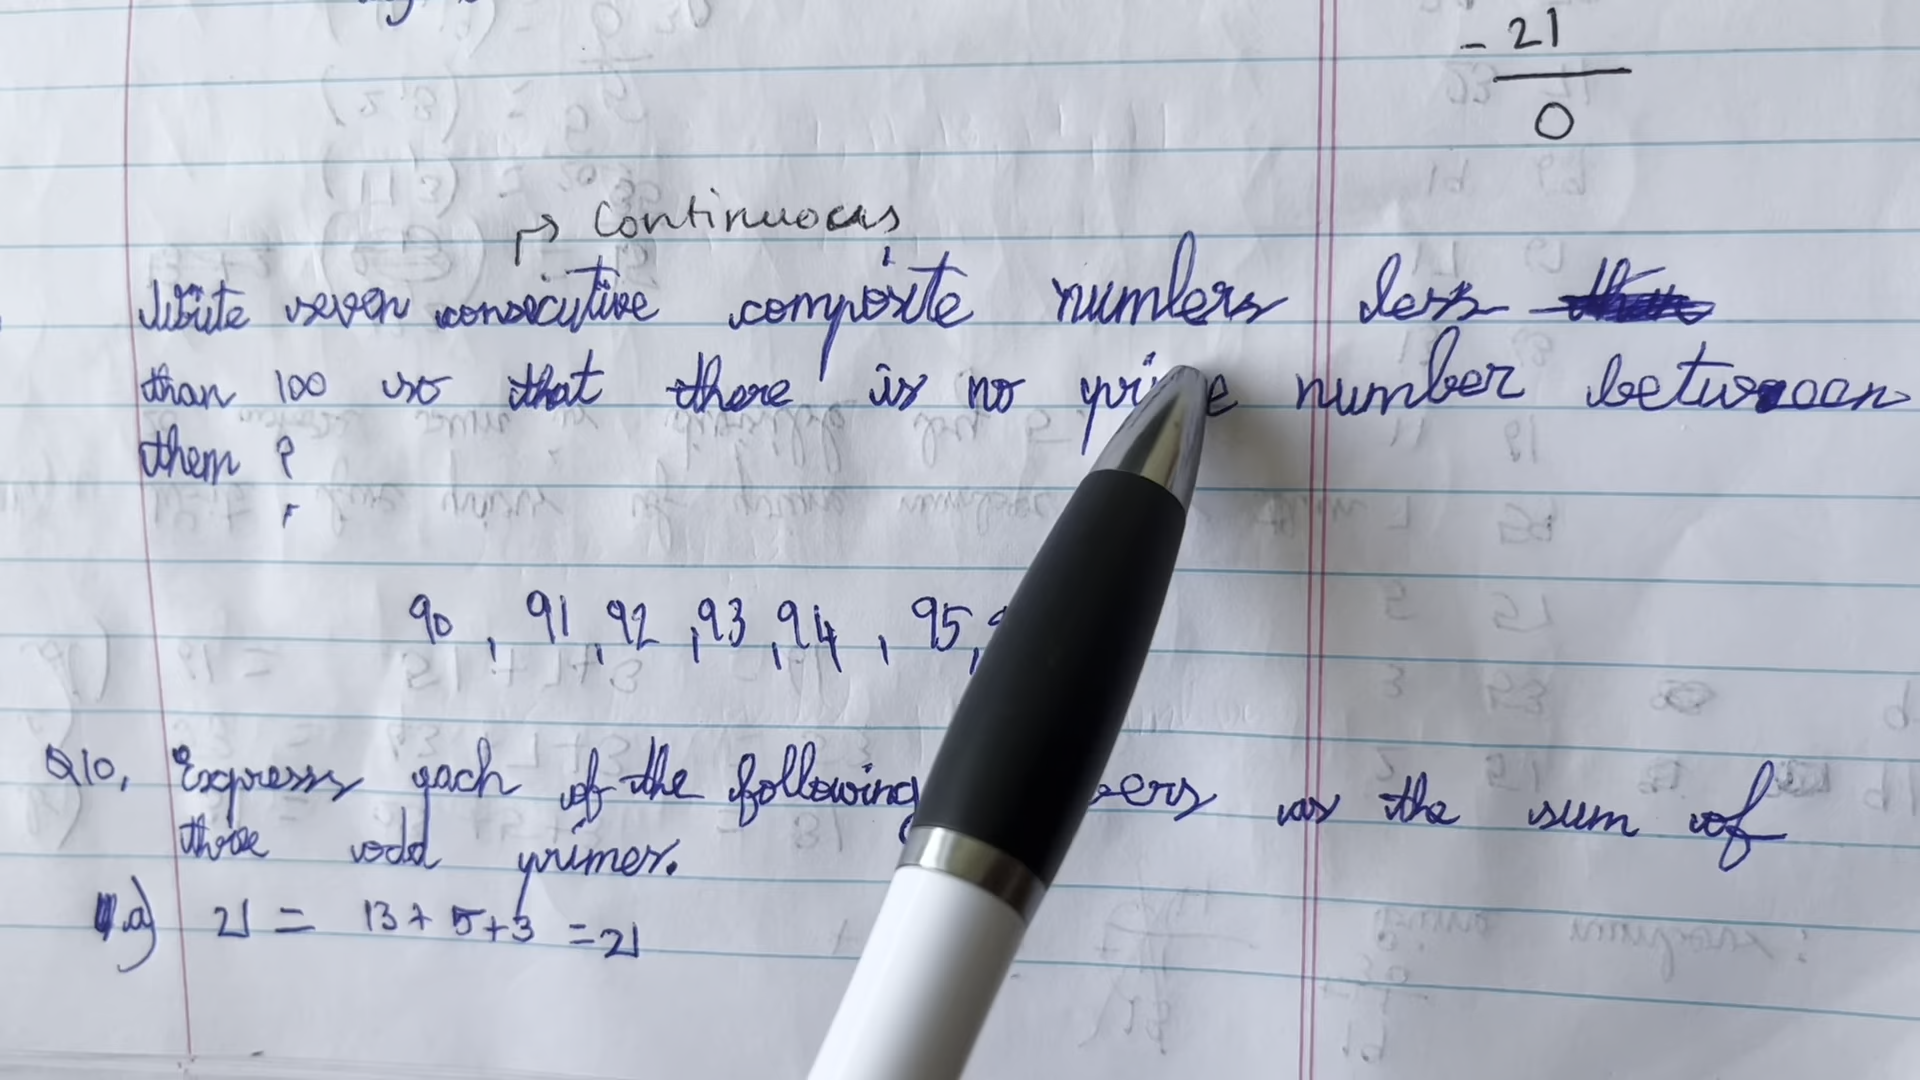 - 21
0
→ Continuous
Write seven consecutive composite numbers less
than 100 so that there is no prime number between
them ?
90 , 91 , 92 , 93 , 94 , 95 ,
Q10, Express each of the following as the sum of
three odd primes.
a) 21 = 13 + 5 + 3 = 21